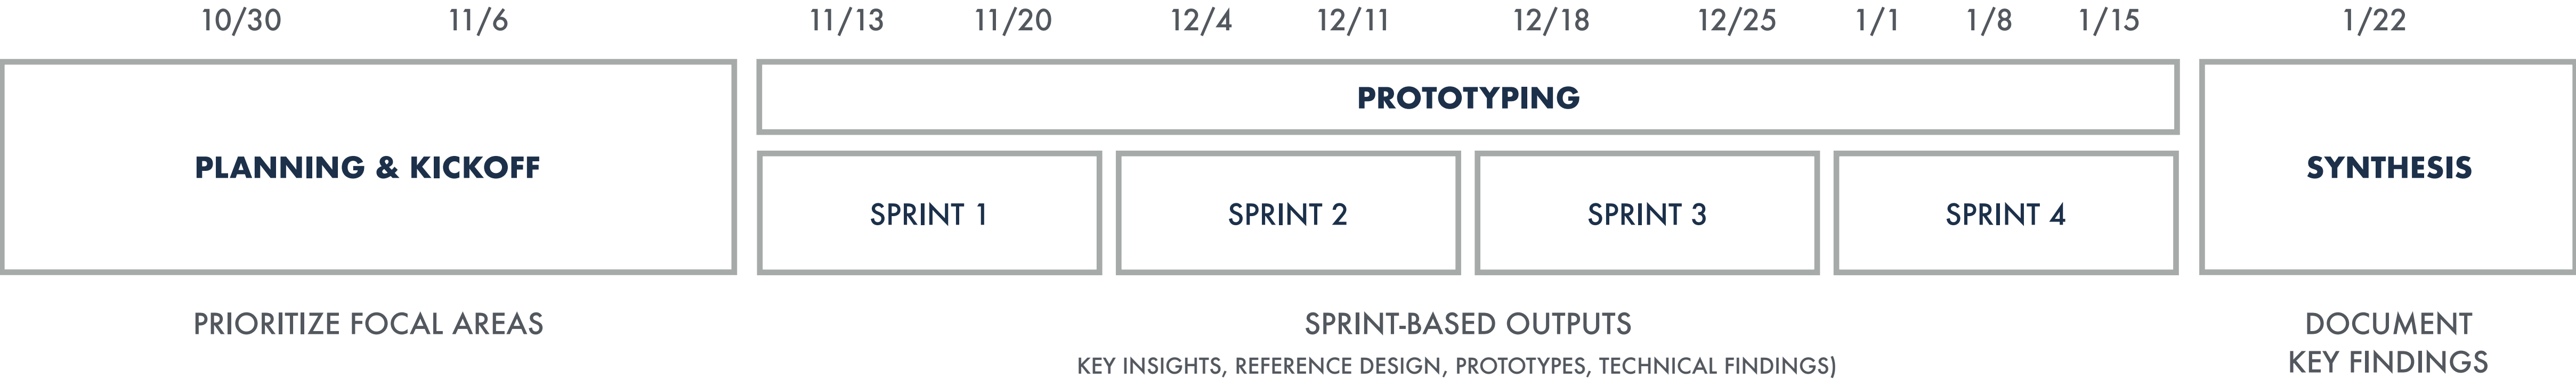 10/30 11/6 11/13 11/20 12/4 12/11 12/18 12/25 1/1 1/8 1/15 1/22
PROTOTYPING
PLANNING & KICKOFF
SYNTHESIS
SPRINT 1
SPRINT 2
SPRINT 3
SPRINT 4
PRIORITIZE FOCAL AREAS
SPRINT-BASED OUTPUTS
KEY INSIGHTS, REFERENCE DESIGN, PROTOTYPES, TECHNICAL FINDINGS)
DOCUMENT
KEY FINDINGS